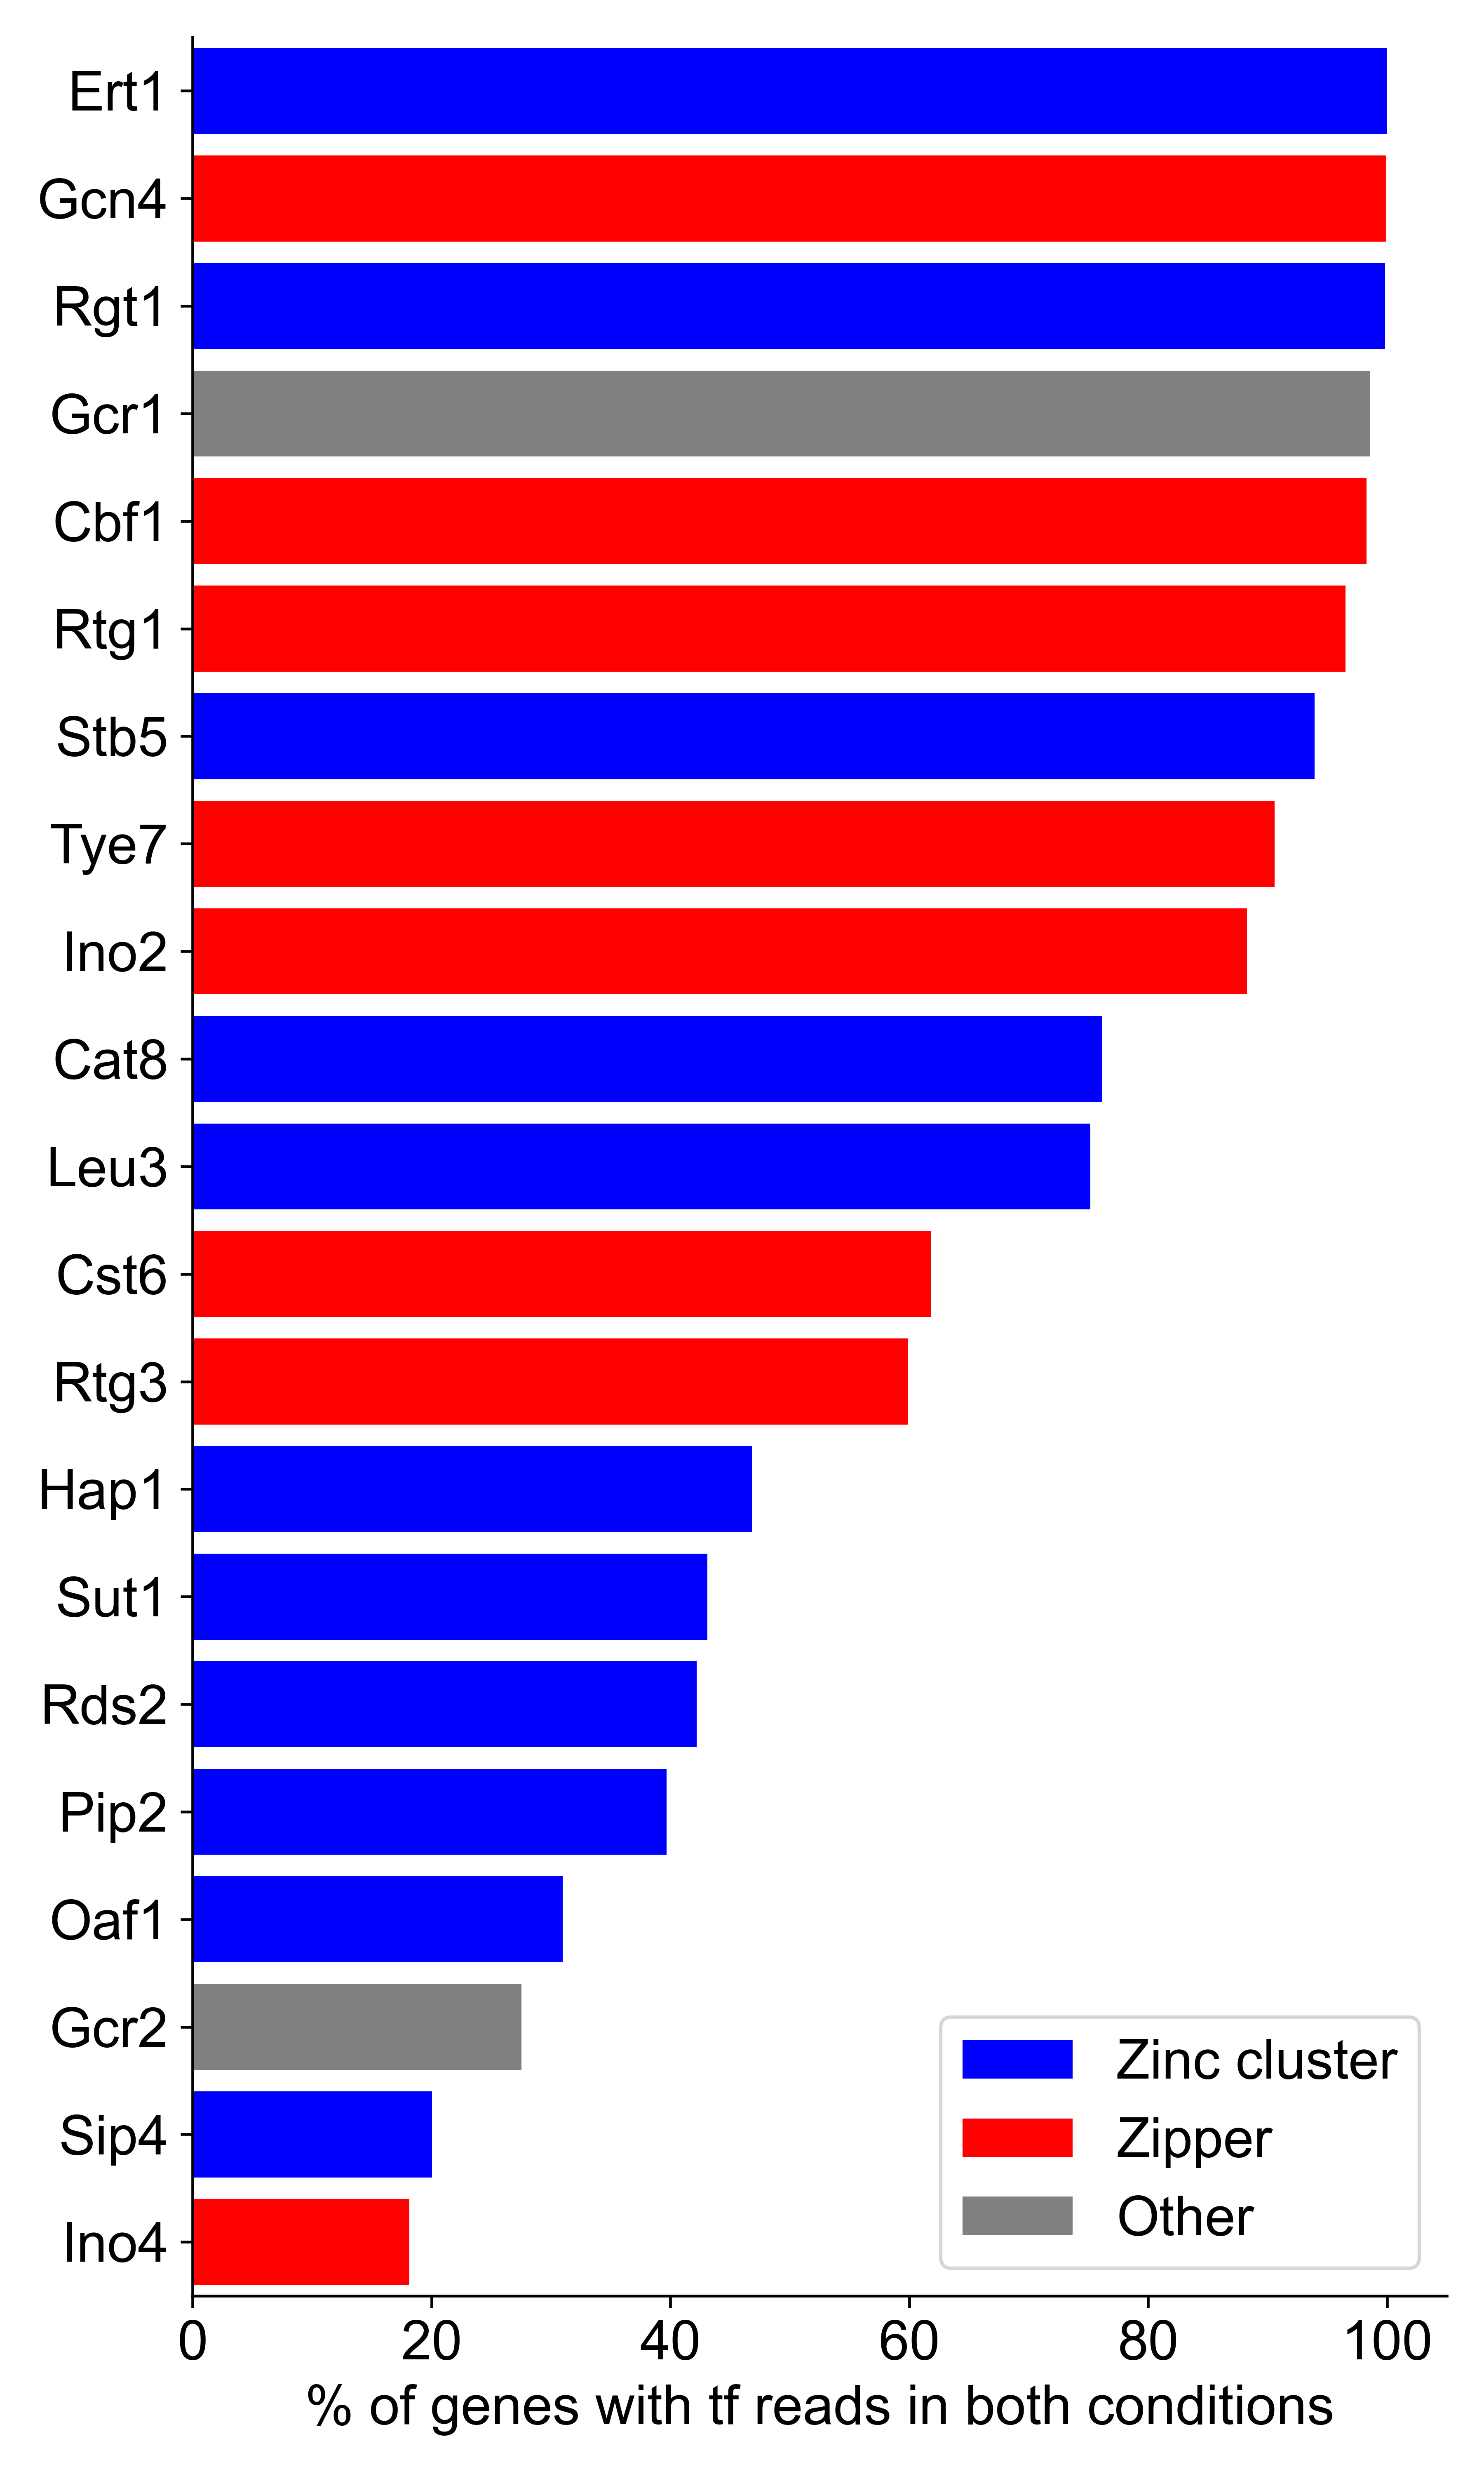 Ert1
Gcn4
Rgt1
Gcr1
Cbf1
Rtg1
Stb5
Tye7
Ino2
Cat8
Leu3
Cst6
Rtg3
Hap1
Sut1
Rds2
Pip2
Oaf1
Gcr2
Sip4
Ino4
Zinc cluster
Zipper
Other
0 20 40 60 80 100
% of genes with tf reads in both conditions